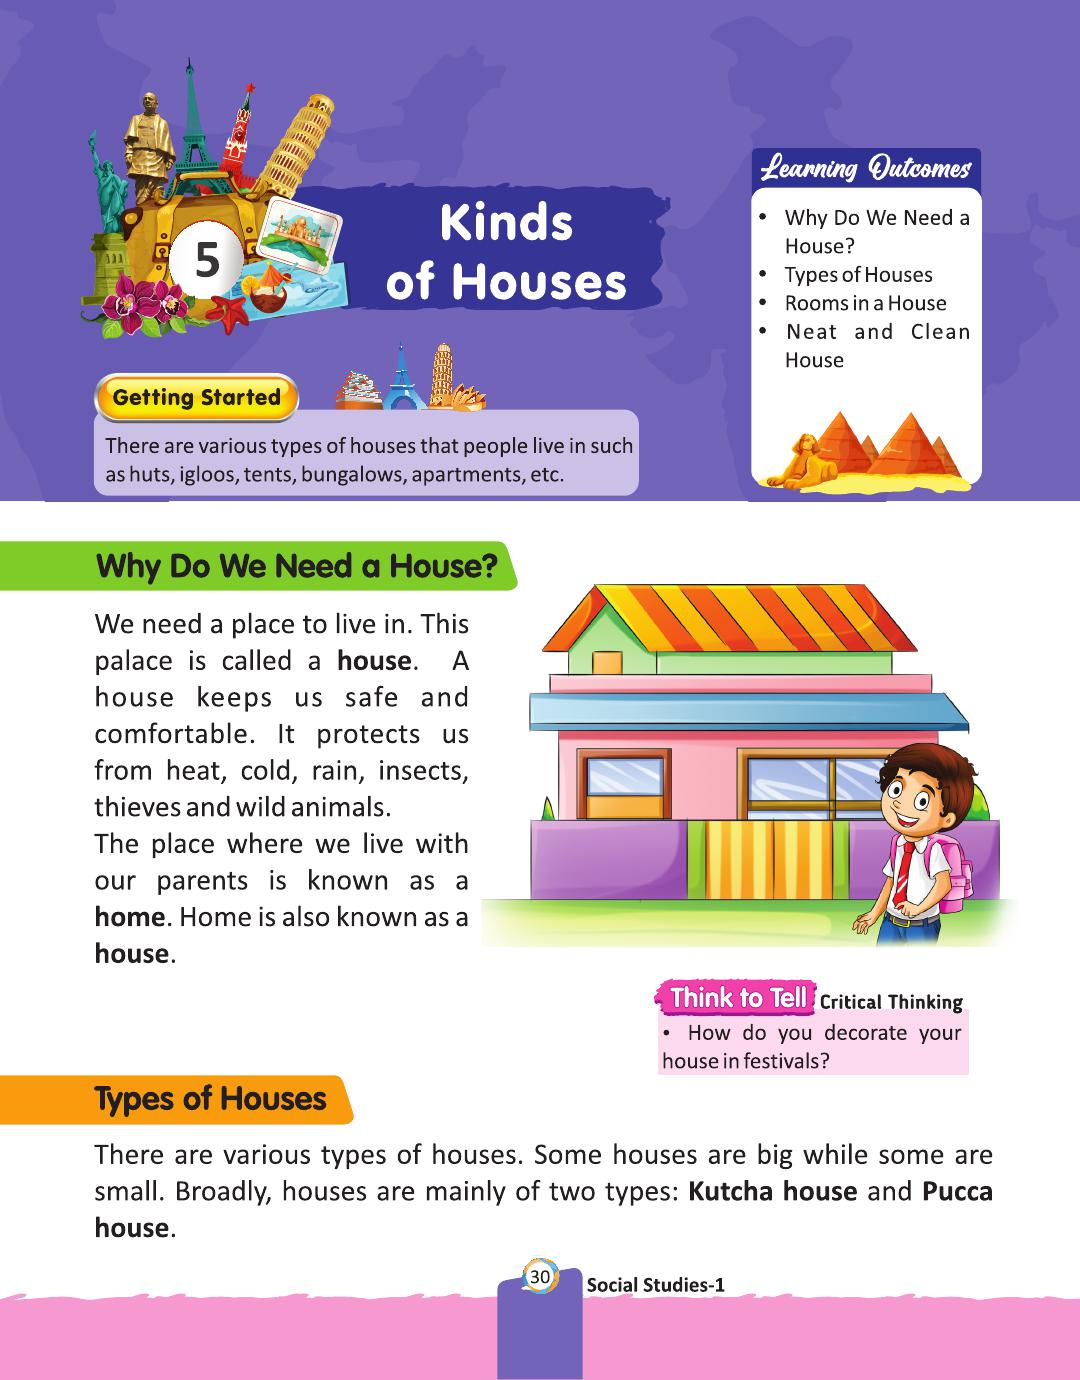 5
Kinds
of Houses
Learning Outcomes
• Why Do We Need a
House?
• Types of Houses
• Rooms in a House
• Neat and Clean
House
Getting Started
There are various types of houses that people live in such
as huts, igloos, tents, bungalows, apartments, etc.
Why Do We Need a House?
We need a place to live in. This
palace is called a house. A
house keeps us safe and
comfortable. It protects us
from heat, cold, rain, insects,
thieves and wild animals.
The place where we live with
our parents is known as a
home. Home is also known as a
house.
Think to Tell Critical Thinking
• How do you decorate your
house in festivals?
Types of Houses
There are various types of houses. Some houses are big while some are
small. Broadly, houses are mainly of two types: Kutcha house and Pucca
house.
30
Social Studies-1